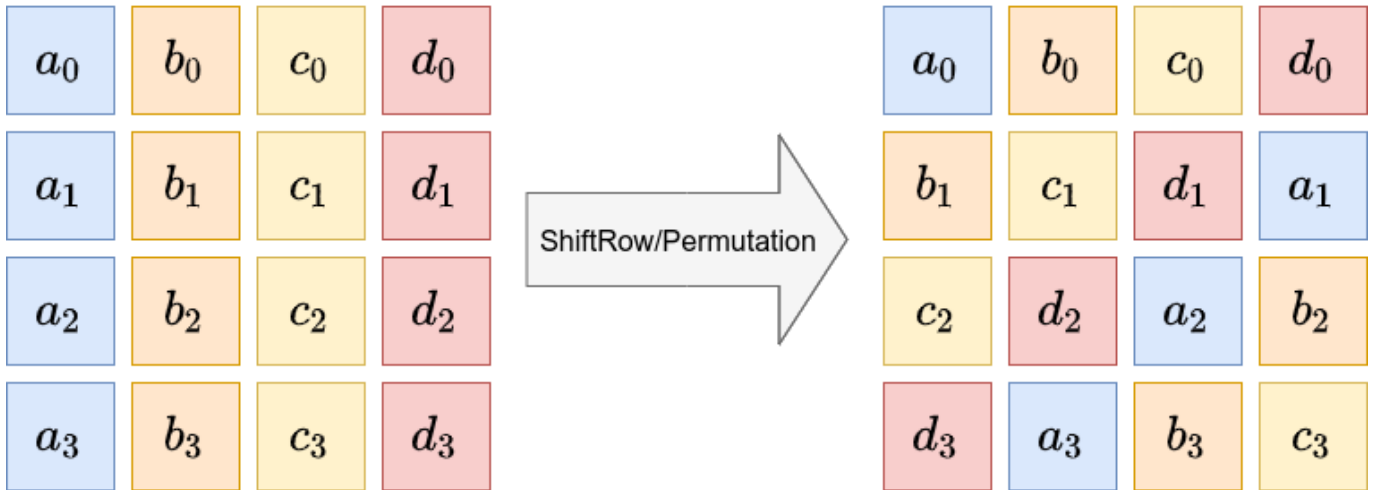 a₀ b₀ c₀ d₀ a₀ b₀ c₀ d₀
a₁ b₁ c₁ d₁ b₁ c₁ d₁ a₁
ShiftRow/Permutation
a₂ b₂ c₂ d₂ c₂ d₂ a₂ b₂
a₃ b₃ c₃ d₃ d₃ a₃ b₃ c₃